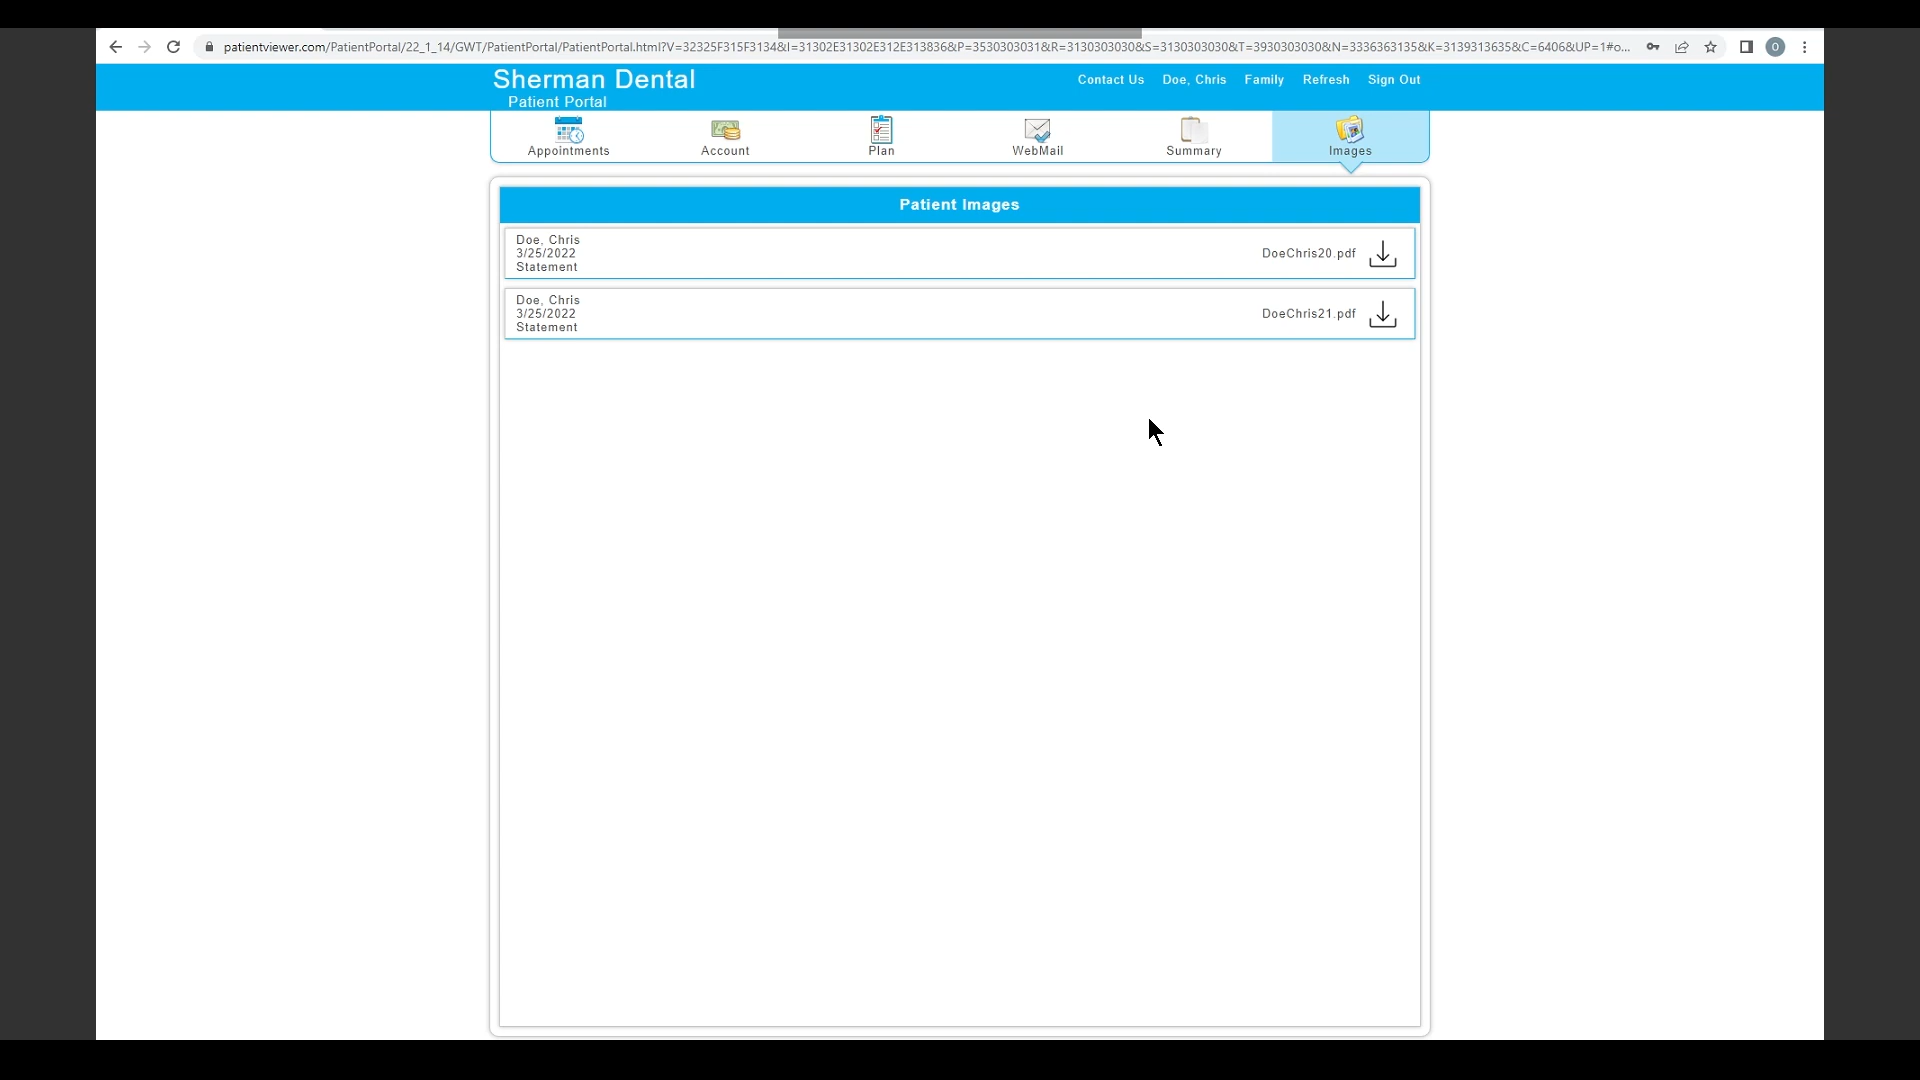 patientviewer.com/PatientPortal/22_1_14/GWT/PatientPortal/PatientPortal.html?V=32325F315F3134&I=31302E31302E312E313836&P=3530303031&R=3130303030&S=3130303030&T=3930303030&N=3336363135&K=3139313635&C=6406&UP=1#o...
O
Sherman Dental
Patient Portal
Contact Us Doe, Chris Family Refresh Sign Out
Appointments Account Plan WebMail Summary Images
Patient Images
Doe, Chris
3/25/2022
Statement
DoeChris20.pdf
Doe, Chris
3/25/2022
Statement
DoeChris21.pdf